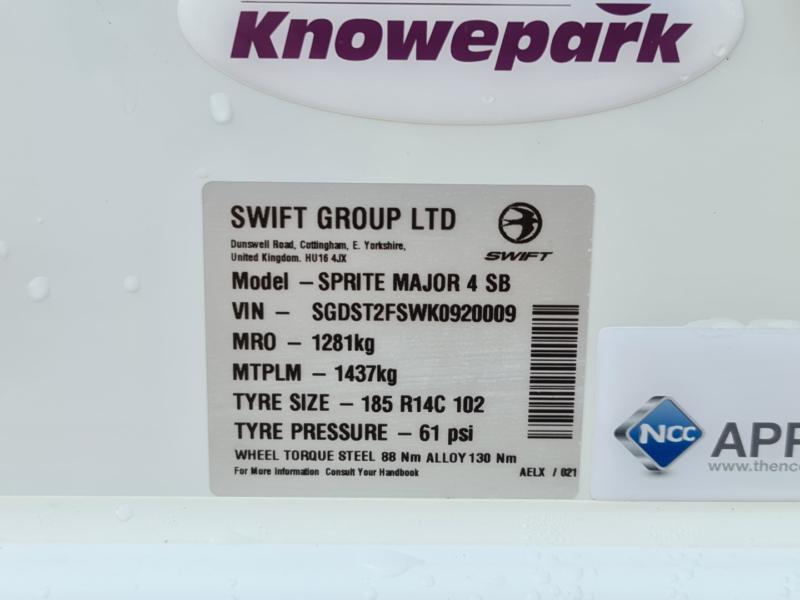 Knowepark
SWIFT GROUP LTD
Dunswell Road, Cottingham, E. Yorkshire,
United Kingdom. HU16 4JX
SWIFT
Model – SPRITE MAJOR 4 SB
VIN – SGDST2FSWK0920009
MRO – 1281kg
MTPLM – 1437kg
TYRE SIZE – 185 R14C 102
TYRE PRESSURE – 61 psi
WHEEL TORQUE STEEL 88 Nm ALLOY 130 Nm
For More Information Consult Your Handbook
AELX / 021
NCC
APP
www.thencc